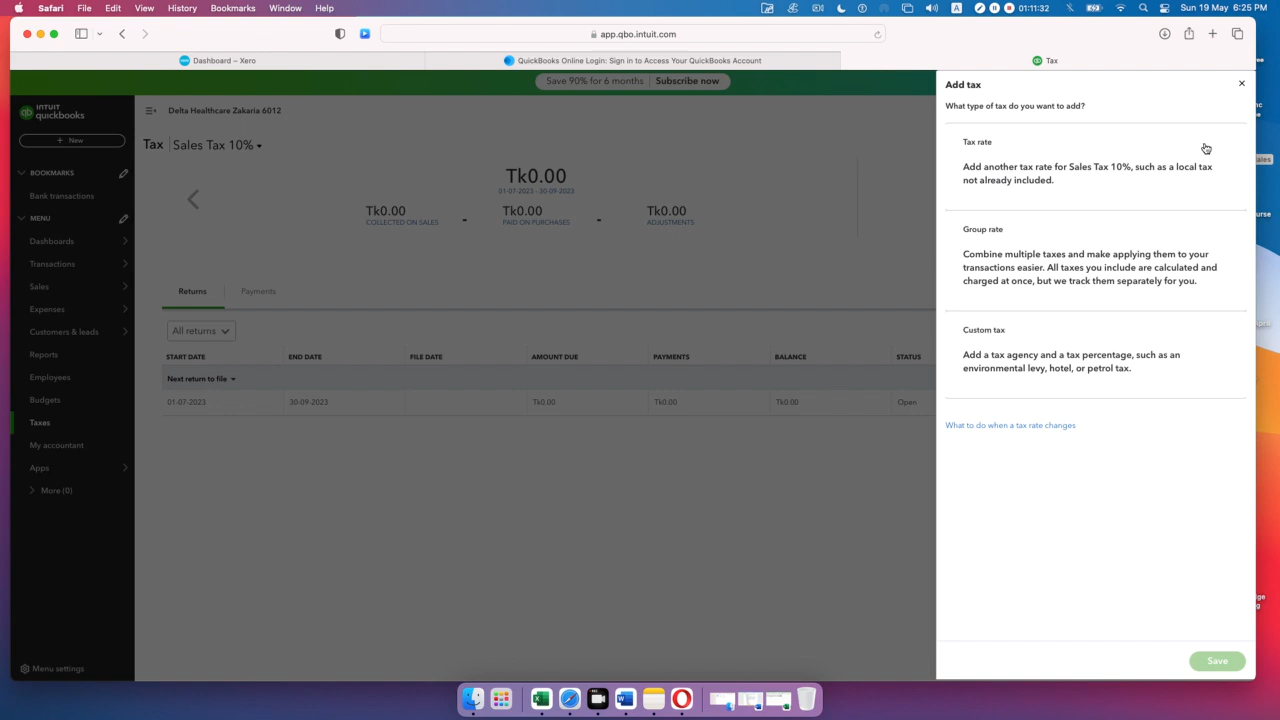 Safari File Edit View History Bookmarks Window Help
01:11:32
Sun 19 May 6:25 PM
app.qbo.intuit.com
Dashboard – Xero
QuickBooks Online Login: Sign in to Access Your QuickBooks Account
Tax
Save 90% for 6 months Subscribe now
INTUIT
quickbooks
+ New
BOOKMARKS
Bank transactions
MENU
Dashboards
Transactions
Sales
Expenses
Customers & leads
Reports
Employees
Budgets
Taxes
My accountant
Apps
More (0)
Menu settings
Delta Healthcare Zakaria 6012
Tax Sales Tax 10%
Tk0.00
01-07-2023 - 30-09-2023
Tk0.00 - Tk0.00 - Tk0.00
COLLECTED ON SALES PAID ON PURCHASES ADJUSTMENTS
Returns Payments
All returns
START DATE END DATE FILE DATE AMOUNT DUE PAYMENTS BALANCE STATUS
Next return to file
01-07-2023 30-09-2023 Tk0.00 Tk0.00 Tk0.00 Open
Add tax
What type of tax do you want to add?
Tax rate
Add another tax rate for Sales Tax 10%, such as a local tax
not already included.
Group rate
Combine multiple taxes and make applying them to your
transactions easier. All taxes you include are calculated and
charged at once, but we track them separately for you.
Custom tax
Add a tax agency and a tax percentage, such as an
environmental levy, hotel, or petrol tax.
What to do when a tax rate changes
Save